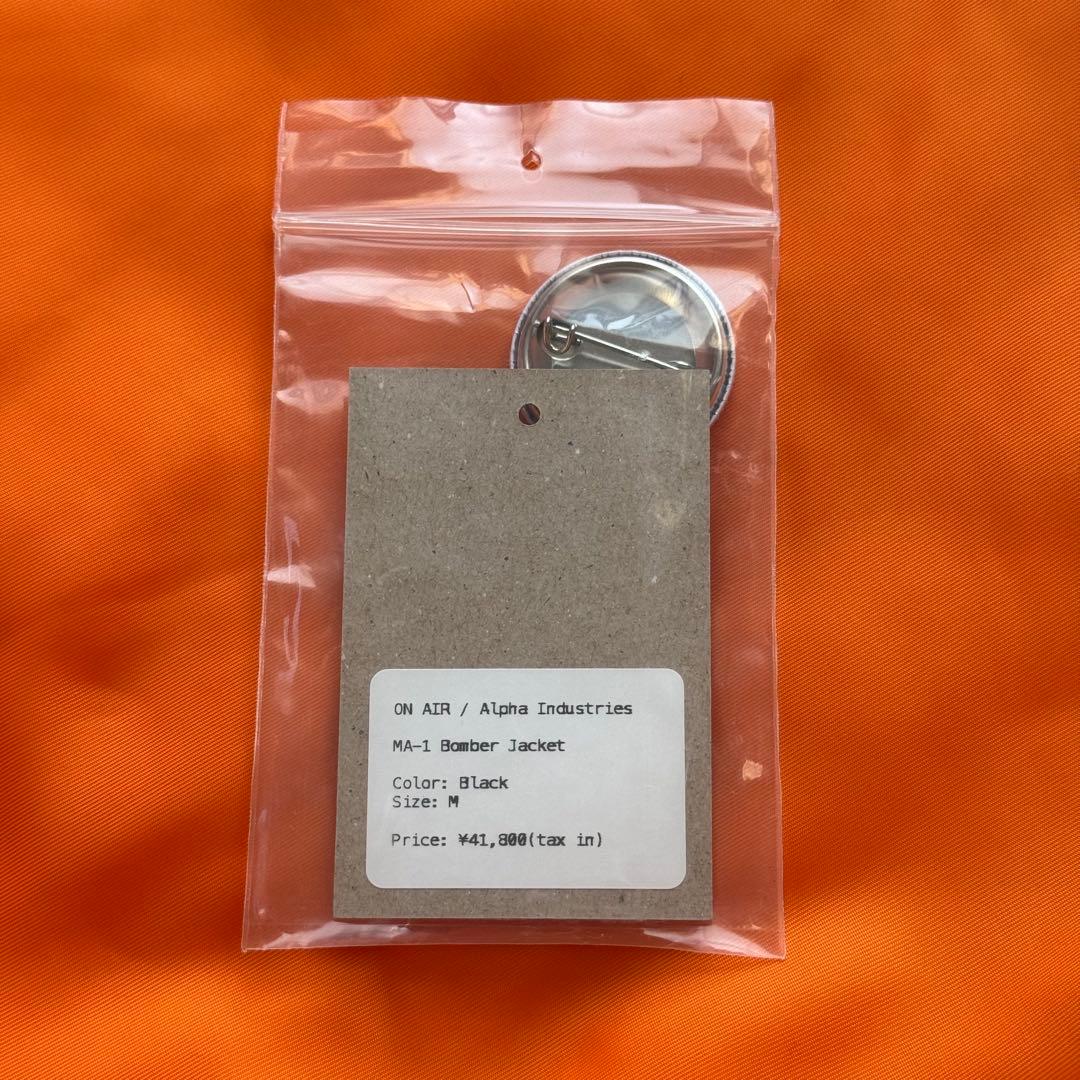 ON AIR / Alpha Industries
MA-1 Bomber Jacket
Color: Black
Size: M
Price: ¥41,800(tax in)